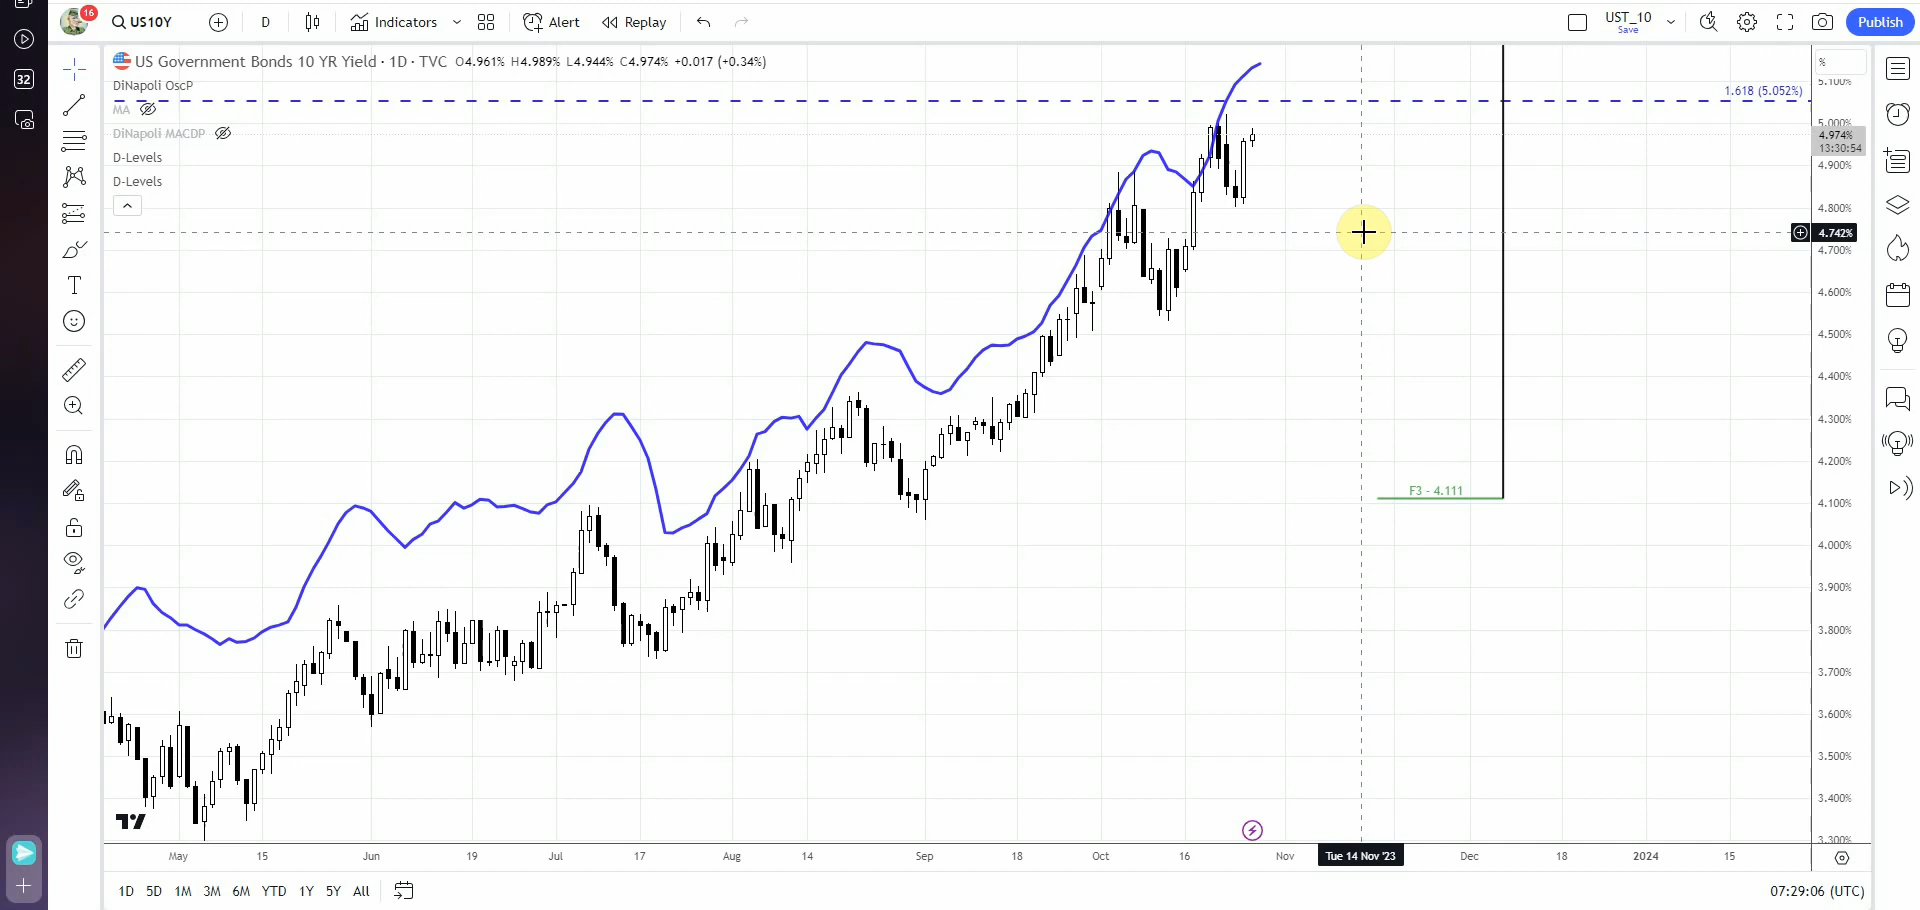 16
US10Y
D
Indicators
Alert
Replay
UST_10
Save
Publish
32
US Government Bonds 10 YR Yield · 1D · TVC O4.961% H4.989% L4.944% C4.974% +0.017 (+0.34%)
DiNapoli OscP
MA
DiNapoli MACDP
D-Levels
D-Levels
1.618 (5.052%)
%
5.100%
5.000%
4.974%
13:30:54
4.900%
4.800%
4.742%
4.700%
4.600%
4.500%
4.400%
4.300%
4.200%
F3 - 4.111
4.100%
4.000%
3.900%
3.800%
3.700%
3.600%
3.500%
3.400%
3.300%
May 15 Jun 19 Jul 17 Aug 14 Sep 18 Oct 16 Nov Tue 14 Nov '23 Dec 18 2024 15
1D 5D 1M 3M 6M YTD 1Y 5Y All
07:29:06 (UTC)